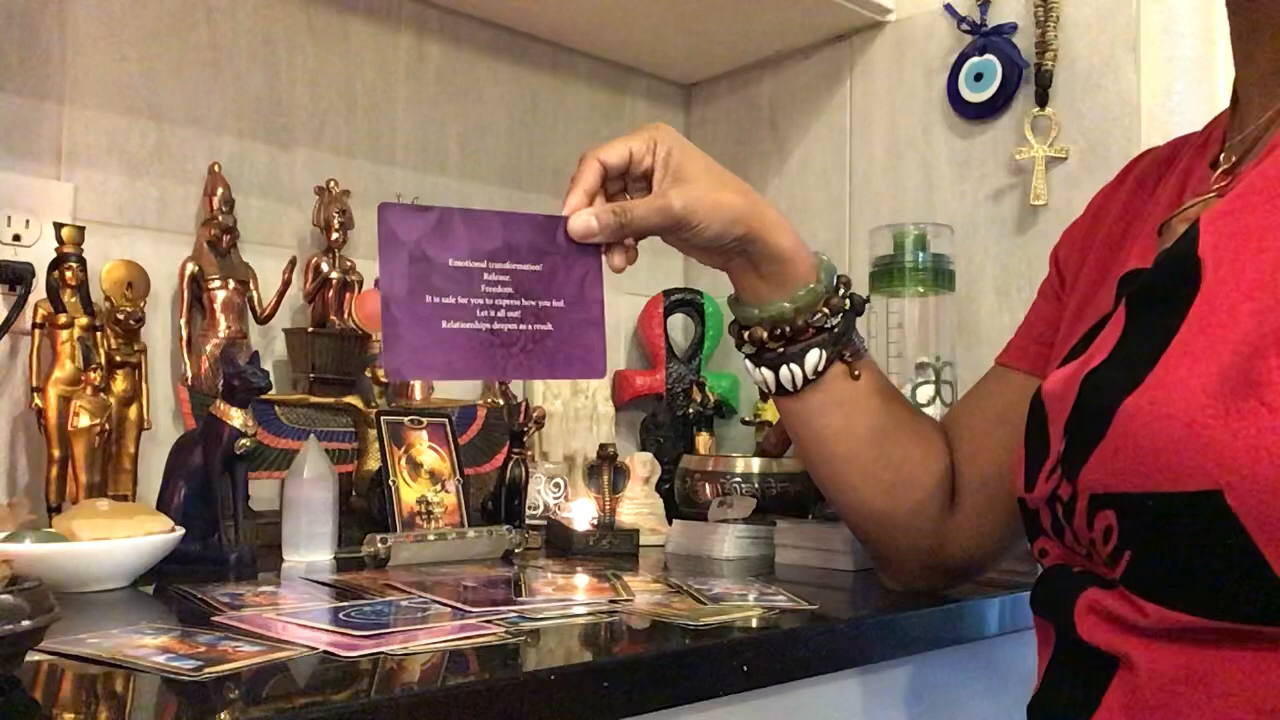 Emotional transformation!
Release.
Freedom.
It is safe for you to express how you feel.
Let it all out!
Relationships deepen as a result.